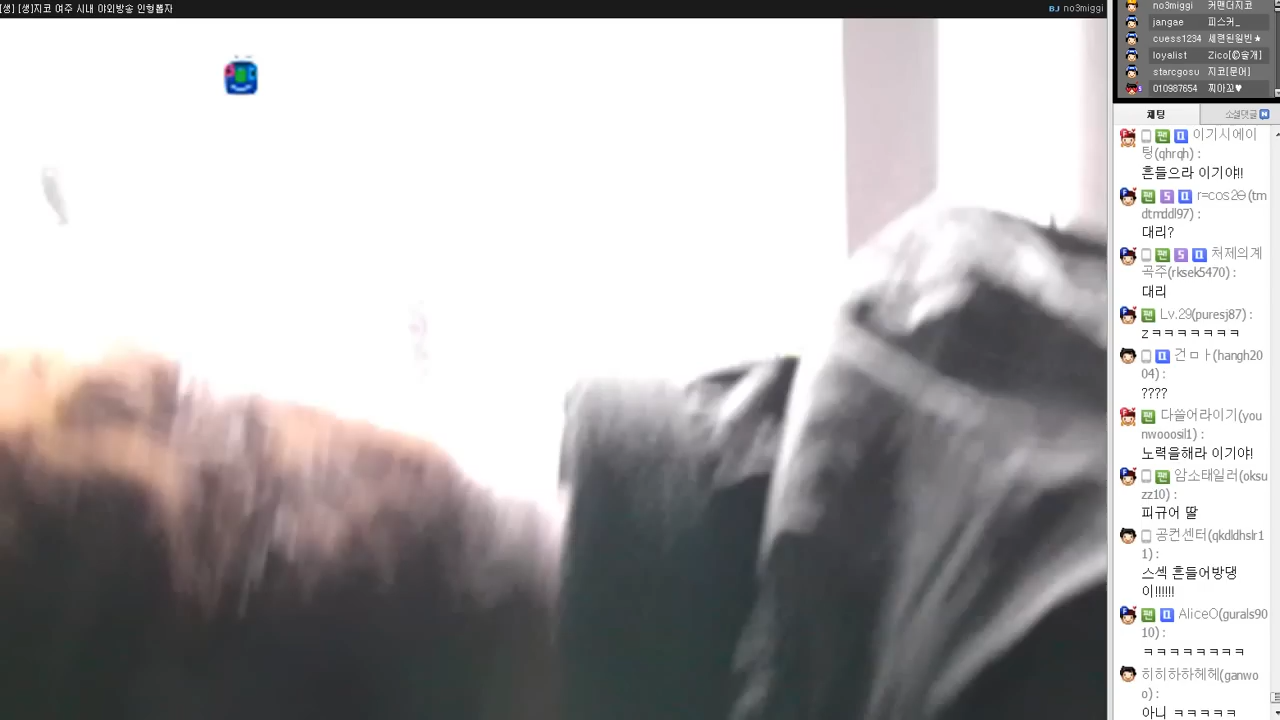 [생] [생]지코 여주 시내 야외방송 인형뽑자
BJ no3miggi
no3miggi 커맨더지코
jangae 피스커_
cuess1234 세련된원빈★
loyalist Zico[◎술개]
starcgosu 지코[문어]
010987654 찌아꼬♥
채팅
소셜댓글
이기시에이
팅(qhrqh) :
흔들으라 이기야!!
r=cos2θ(tm
dtmddl97) :
대리?
처제의계
곡주(rksek5470) :
대리
Lv.29(puresj87) :
zㅋㅋㅋㅋㅋㅋㅋ
건ㅁㅏ(hangh20
04) :
????
다쓸어라이기(you
nwooosil1) :
노력을해라 이기야!
암소태일러(oksu
zz10) :
피규어 딸
공컨센터(qkdldhslr1
1) :
스섹 흔들어방댕
이!!!!!!
AliceO(gurals90
10) :
ㅋㅋㅋㅋㅋㅋㅋㅋ
히히하하헤헤(ganwo
o) :
아니 ㅋㅋㅋㅋㅋ